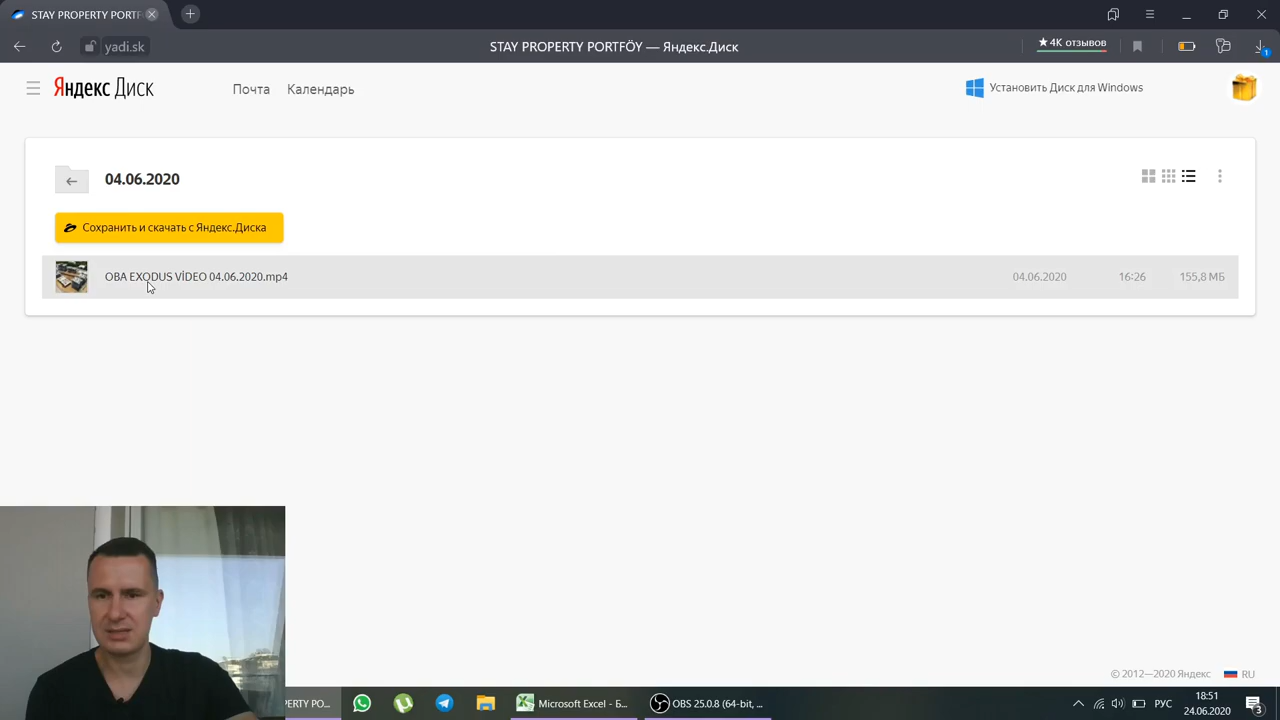 STAY PROPERTY PORTF
yadi.sk
STAY PROPERTY PORTFÖY — Яндекс.Диск
★4K отзывов
1
Яндекс Диск
Почта
Календарь
Установить Диск для Windows
04.06.2020
Сохранить и скачать с Яндекс.Диска
OBA EXODUS VİDEO 04.06.2020.mp4
04.06.2020
16:26
155,8 МБ
© 2012—2020 Яндекс
RU
PERTY PO...
Microsoft Excel - Б...
OBS 25.0.8 (64-bit, ...
РУС
18:51
24.06.2020
3